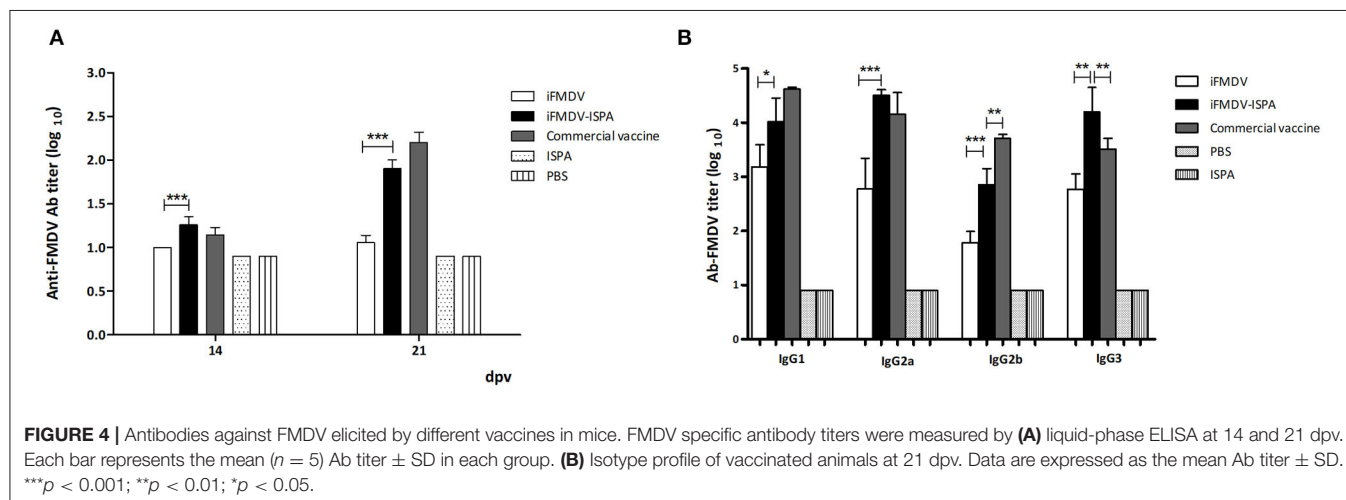 A
Anti-FMDV Ab titer (log 10)
3.0
2.5
2.0
1.5
1.0
0.5
0.0
***
***
14
21
dpv
iFMDV
iFMDV-ISPA
Commercial vaccine
ISPA
PBS
B
Ab-FMDV titer (log 10)
5
4
3
2
1
0
*
***
***
**
**
**
IgG1
IgG2a
IgG2b
IgG3
iFMDV
iFMDV-ISPA
Commercial vaccine
PBS
ISPA
FIGURE 4 | Antibodies against FMDV elicited by different vaccines in mice. FMDV specific antibody titers were measured by (A) liquid-phase ELISA at 14 and 21 dpv.
Each bar represents the mean (n = 5) Ab titer ± SD in each group. (B) Isotype profile of vaccinated animals at 21 dpv. Data are expressed as the mean Ab titer ± SD.
***p < 0.001; **p < 0.01; *p < 0.05.